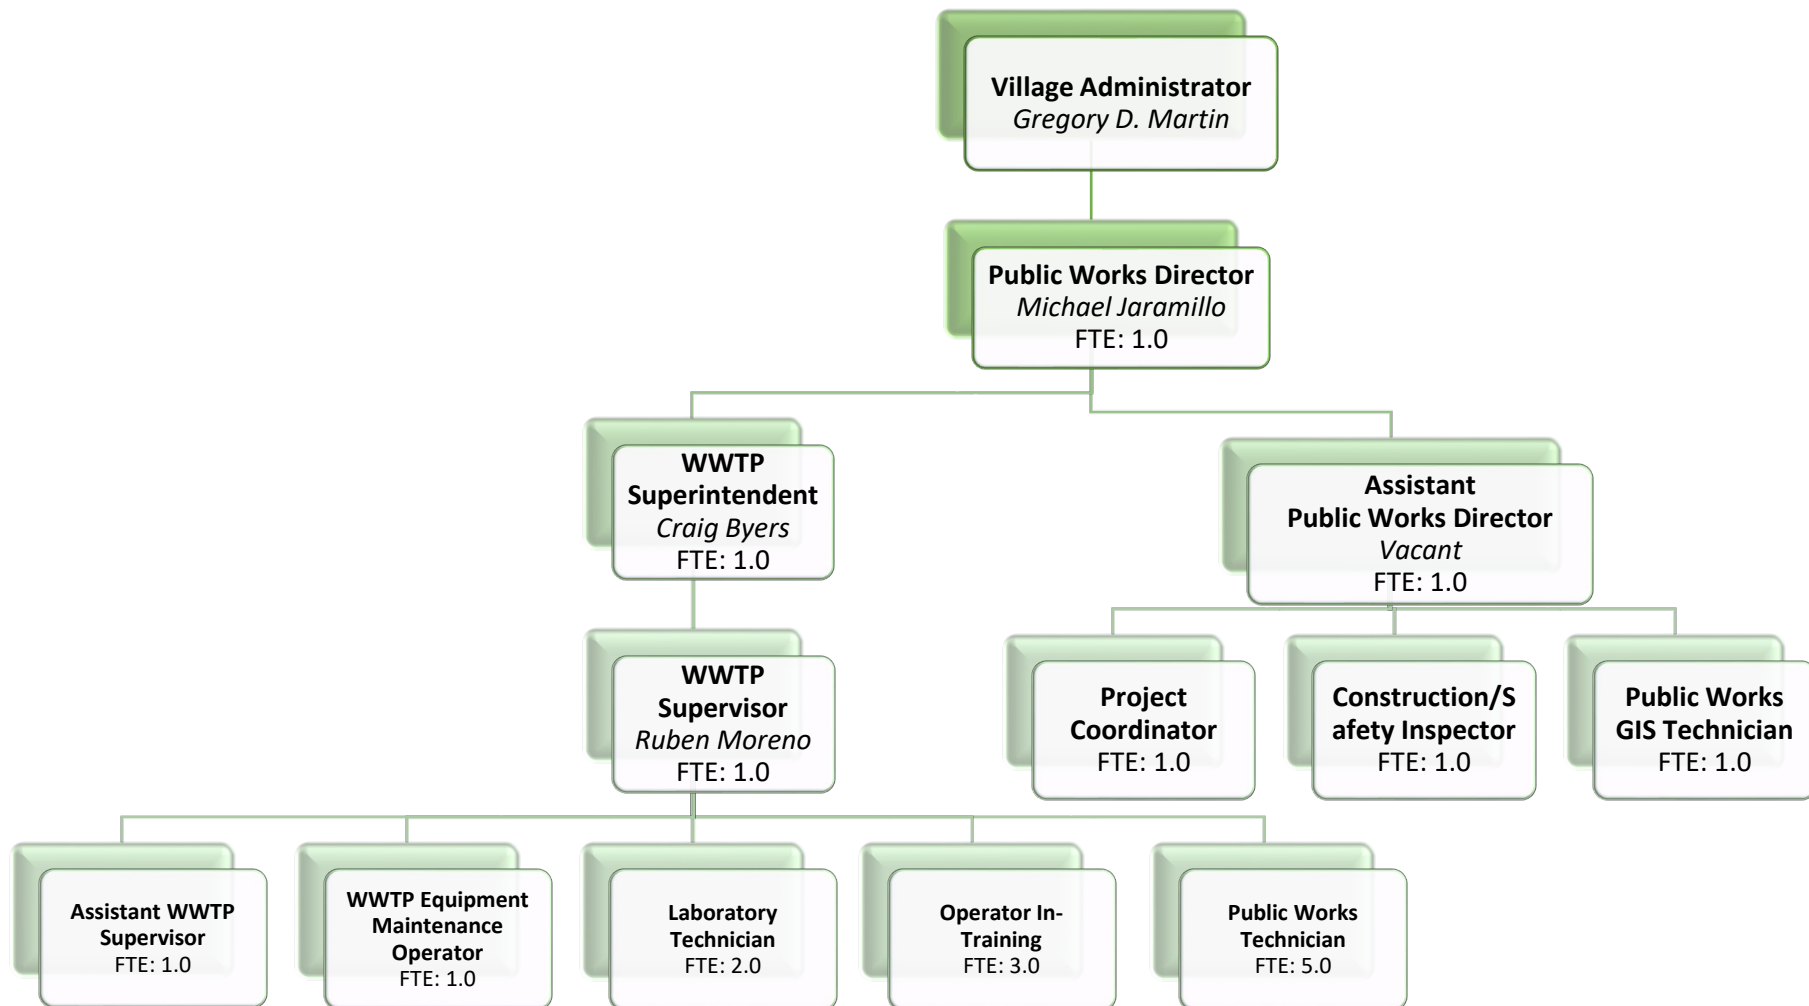 Village Administrator
Gregory D. Martin
Public Works Director
Michael Jaramillo
FTE: 1.0
WWTP
Superintendent
Craig Byers
FTE: 1.0
Assistant
Public Works Director
Vacant
FTE: 1.0
WWTP
Supervisor
Ruben Moreno
FTE: 1.0
Project
Coordinator
FTE: 1.0
Construction/S
afety Inspector
FTE: 1.0
Public Works
GIS Technician
FTE: 1.0
Assistant WWTP
Supervisor
FTE: 1.0
WWTP Equipment
Maintenance
Operator
FTE: 1.0
Laboratory
Technician
FTE: 2.0
Operator In-
Training
FTE: 3.0
Public Works
Technician
FTE: 5.0